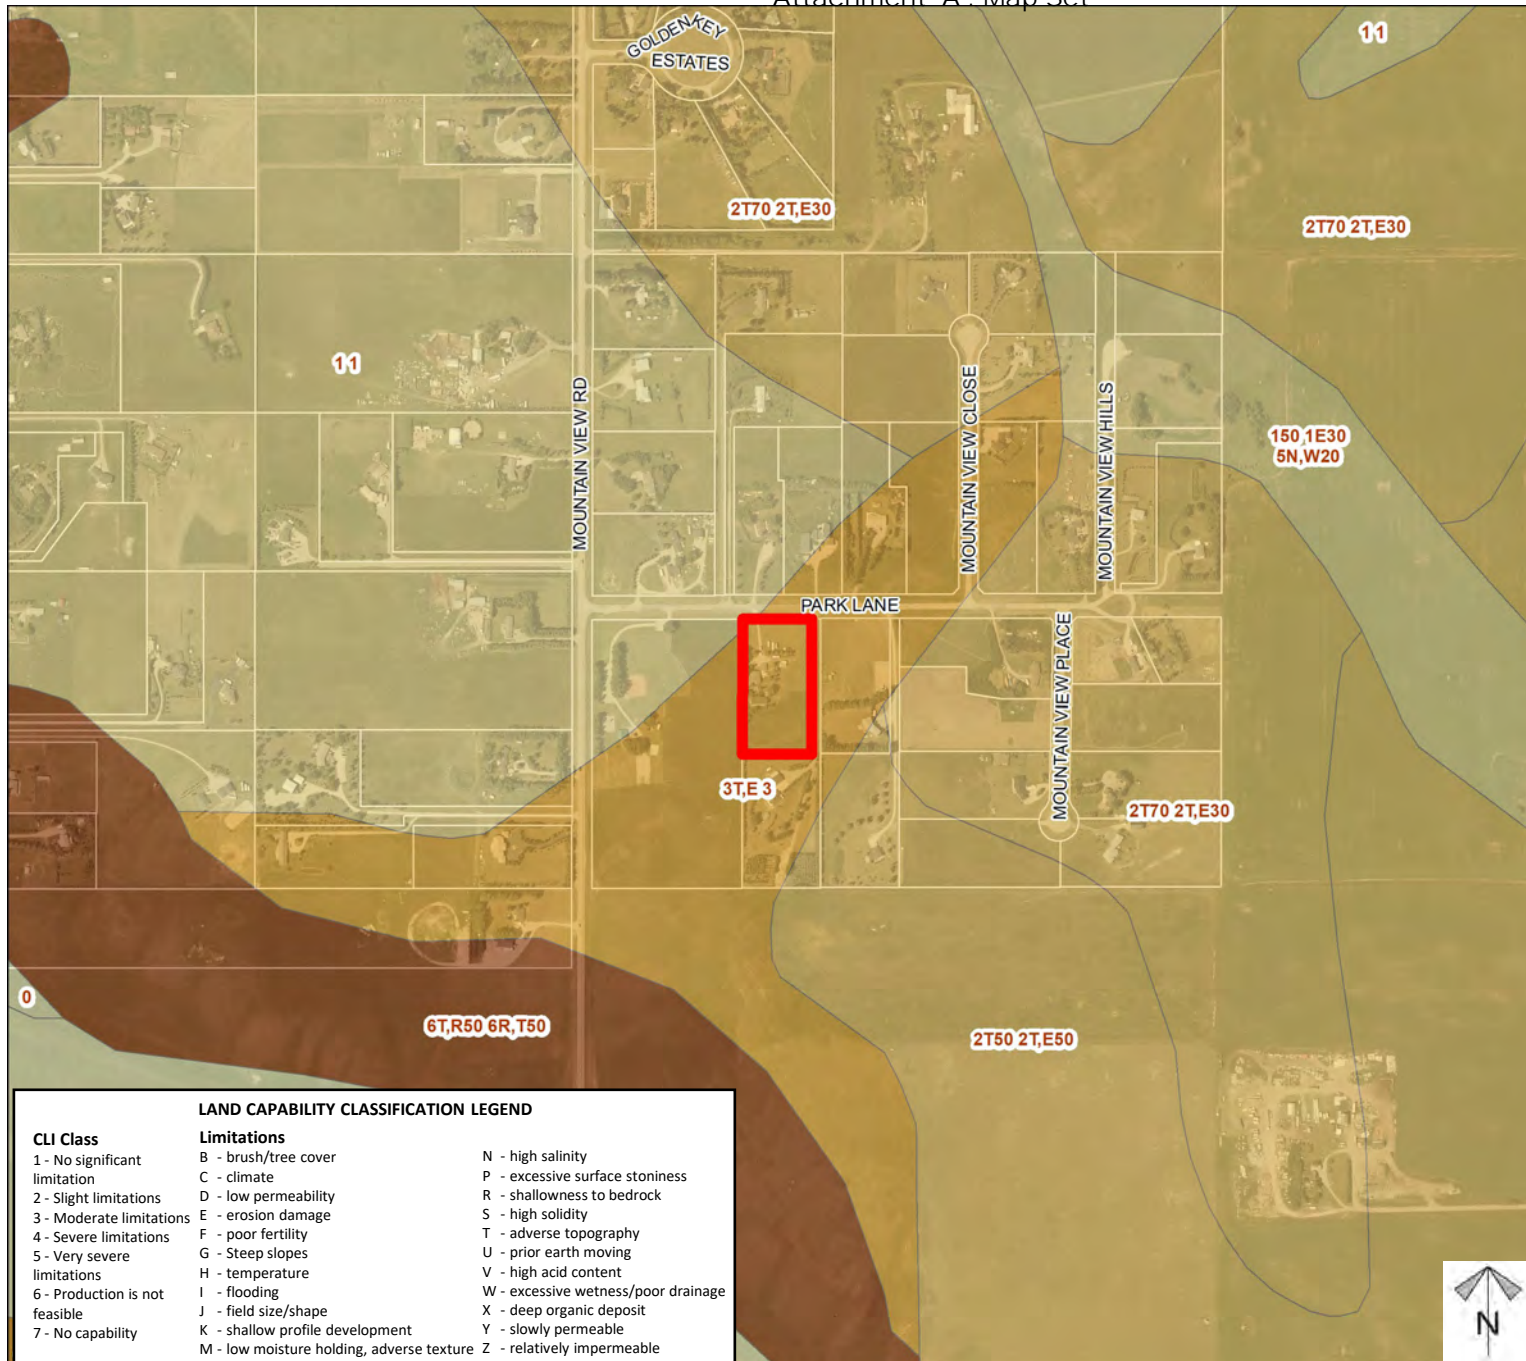 Attachment 'A': Map Set
11
GOLDENKEY
ESTATES
2T70 2T,E30
2T70 2T,E30
11
MOUNTAIN VIEW RD
MOUNTAIN VIEW CLOSE
MOUNTAIN VIEW HILLS
150 1E30
5N,W20
PARK LANE
MOUNTAIN VIEW PLACE
3T,E 3
2T70 2T,E30
0
6T,R50 6R,T50
2T50 2T,E50
LAND CAPABILITY CLASSIFICATION LEGEND
CLI Class
1 - No significant
limitation
2 - Slight limitations
3 - Moderate limitations
4 - Severe limitations
5 - Very severe
limitations
6 - Production is not
feasible
7 - No capability
Limitations
B - brush/tree cover
C - climate
D - low permeability
E - erosion damage
F - poor fertility
G - Steep slopes
H - temperature
I - flooding
J - field size/shape
K - shallow profile development
M - low moisture holding, adverse texture
N - high salinity
P - excessive surface stoniness
R - shallowness to bedrock
S - high solidity
T - adverse topography
U - prior earth moving
V - high acid content
W - excessive wetness/poor drainage
X - deep organic deposit
Y - slowly permeable
Z - relatively impermeable
N